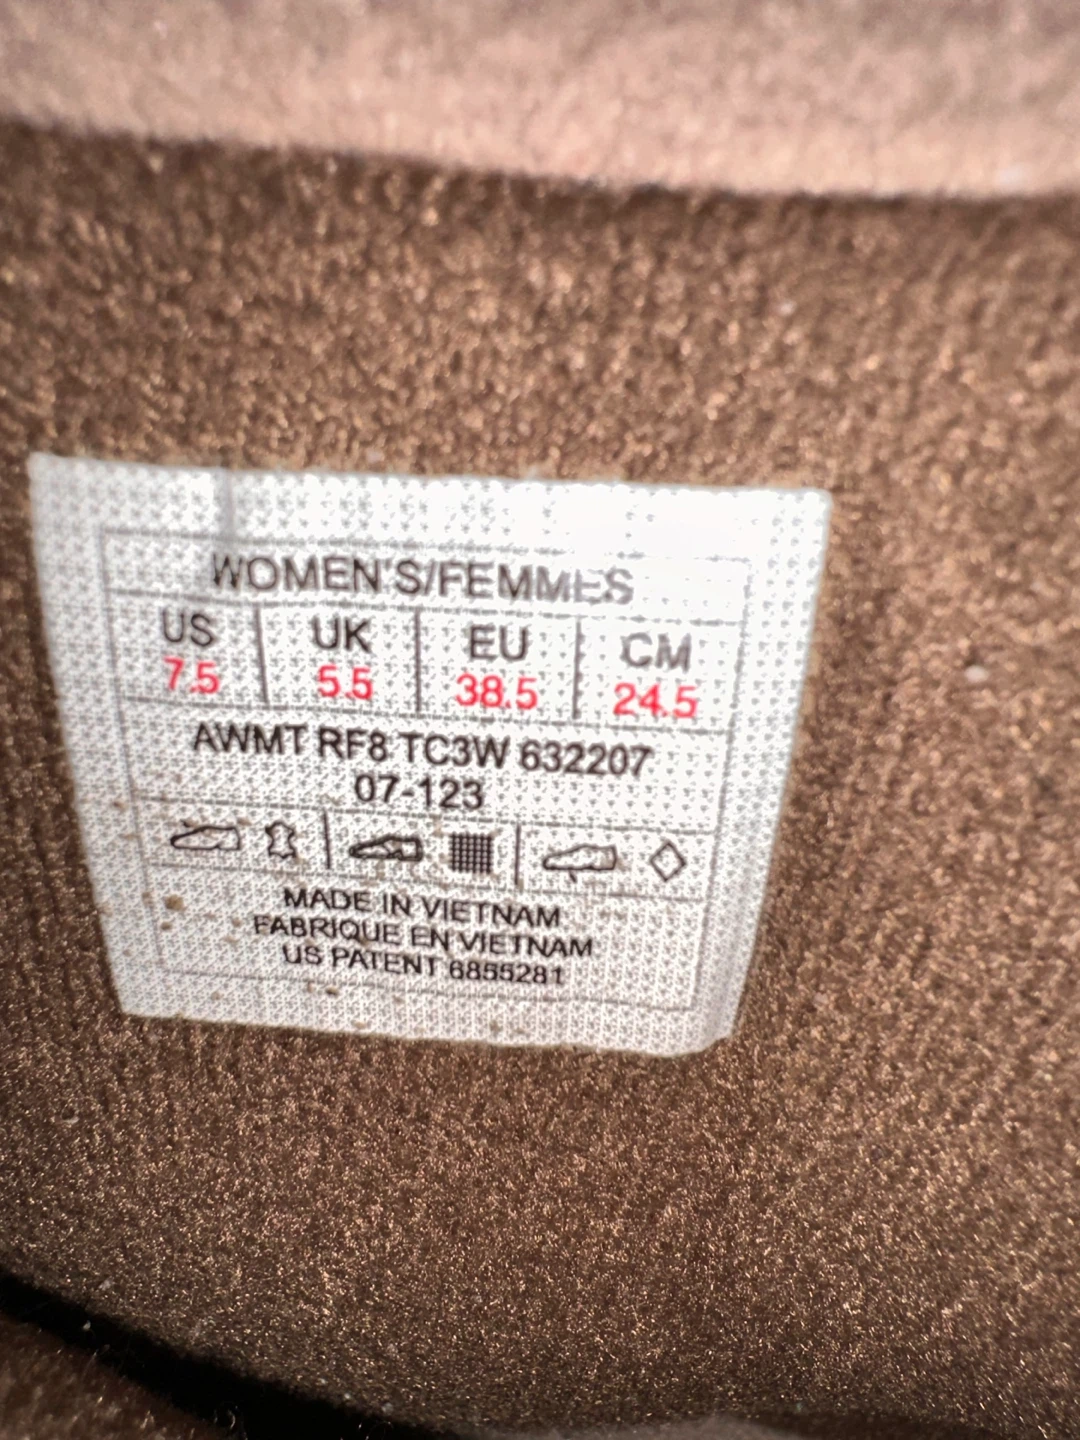 WOMEN'S/FEMMES
US UK EU CM
7.5 5.5 38.5 24.5
AWMT RF8 TC3W 632207
07-123
MADE IN VIETNAM
FABRIQUE EN VIETNAM
US PATENT 6855281